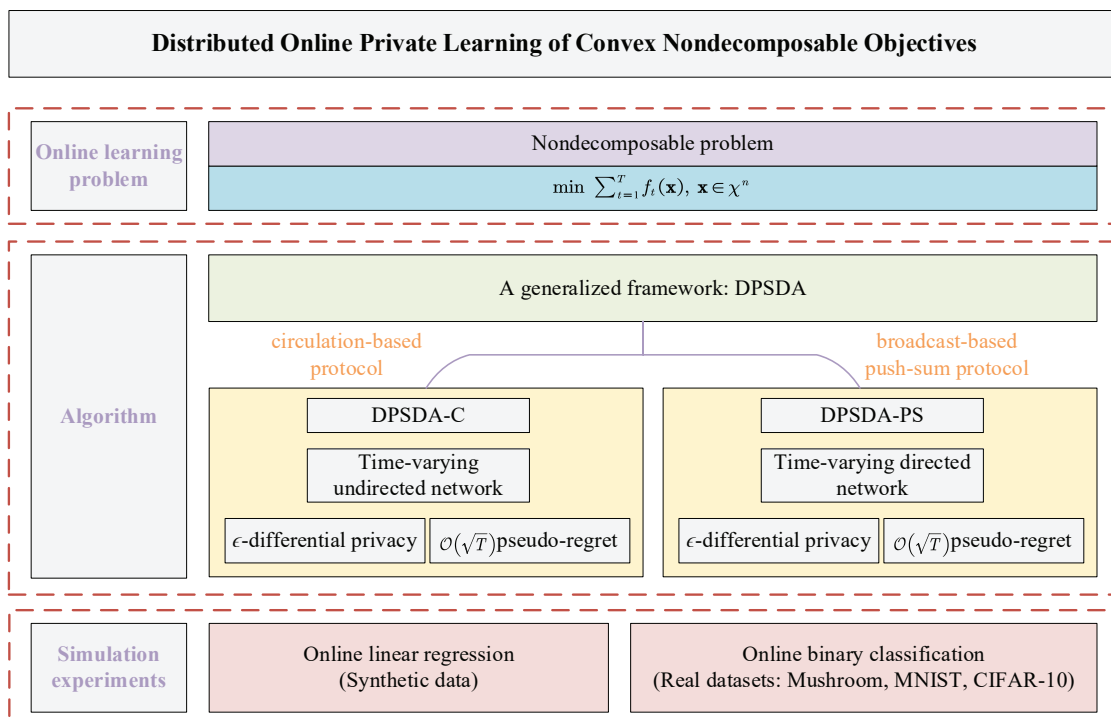 Distributed Online Private Learning of Convex Nondecomposable Objectives
Online learning
problem
Nondecomposable problem
min ∑_{t=1}^{T} f_t(𝐱), 𝐱 ∈ χ^n
Algorithm
A generalized framework: DPSDA
circulation-based
protocol
broadcast-based
push-sum protocol
DPSDA-C
Time-varying
undirected network
ϵ-differential privacy
𝒪(√T)pseudo-regret
DPSDA-PS
Time-varying directed
network
ϵ-differential privacy
𝒪(√T)pseudo-regret
Simulation
experiments
Online linear regression
(Synthetic data)
Online binary classification
(Real datasets: Mushroom, MNIST, CIFAR-10)